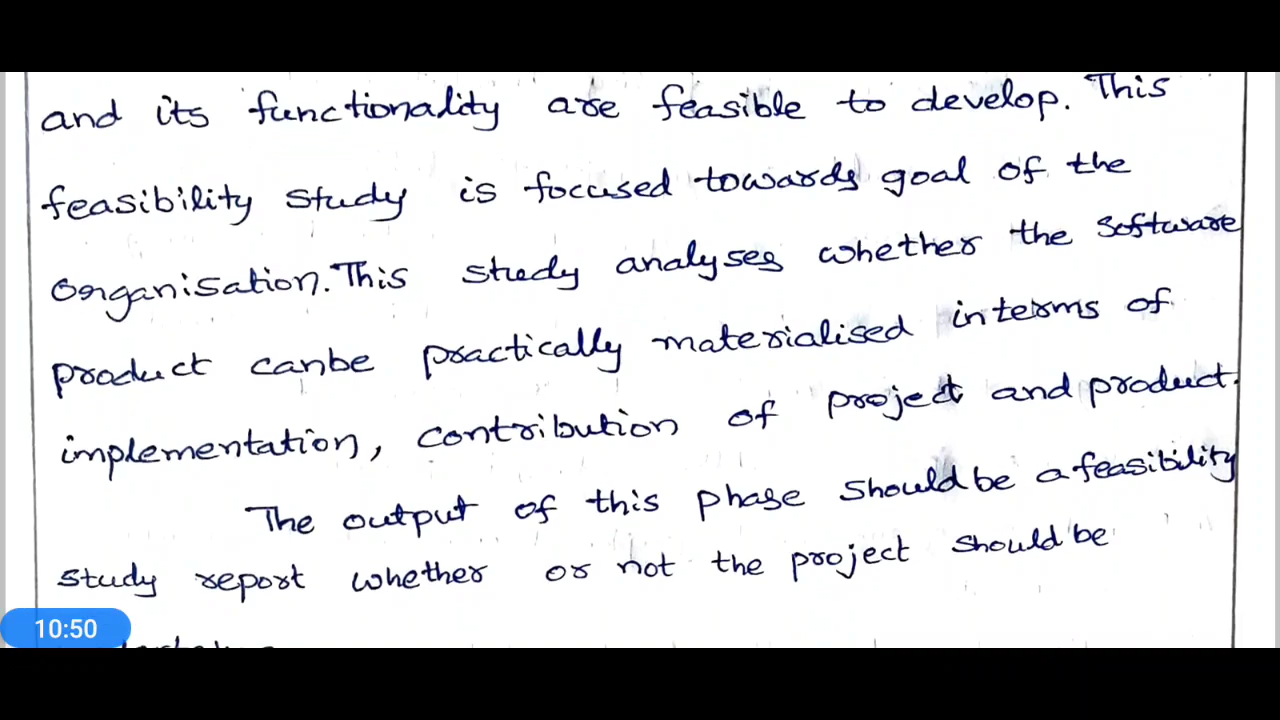 and its functionality are feasible to develop. This
feasibility study is focused towards goal of the
organisation. This study analyses whether the software
product canbe practically materialised interms of
implementation, contribution of project and product.
The output of this phase should be a feasibility
study report whether or not the project should be
10:50